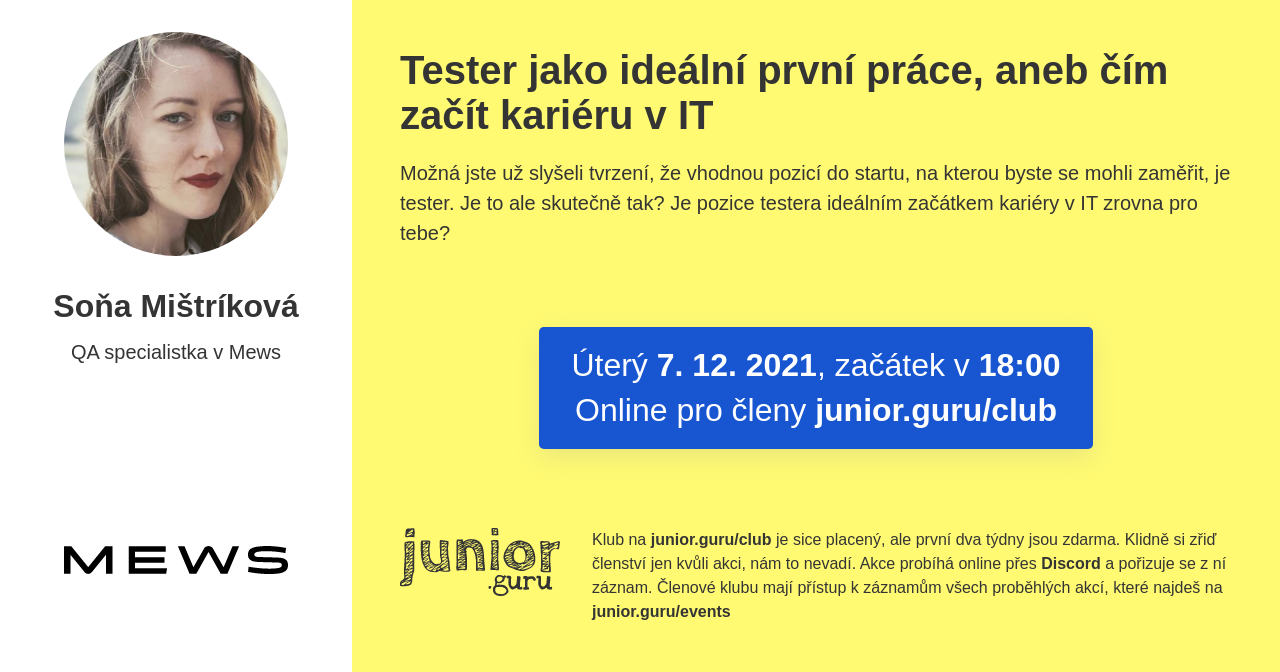 Soňa Mištríková
QA specialistka v Mews
MEWS
Tester jako ideální první práce, aneb čím
začít kariéru v IT
Možná jste už slyšeli tvrzení, že vhodnou pozicí do startu, na kterou byste se mohli zaměřit, je
tester. Je to ale skutečně tak? Je pozice testera ideálním začátkem kariéry v IT zrovna pro
tebe?
Úterý 7. 12. 2021, začátek v 18:00
Online pro členy junior.guru/club
junior
.guru
Klub na junior.guru/club je sice placený, ale první dva týdny jsou zdarma. Klidně si zřiď
členství jen kvůli akci, nám to nevadí. Akce probíhá online přes Discord a pořizuje se z ní
záznam. Členové klubu mají přístup k záznamům všech proběhlých akcí, které najdeš na
junior.guru/events